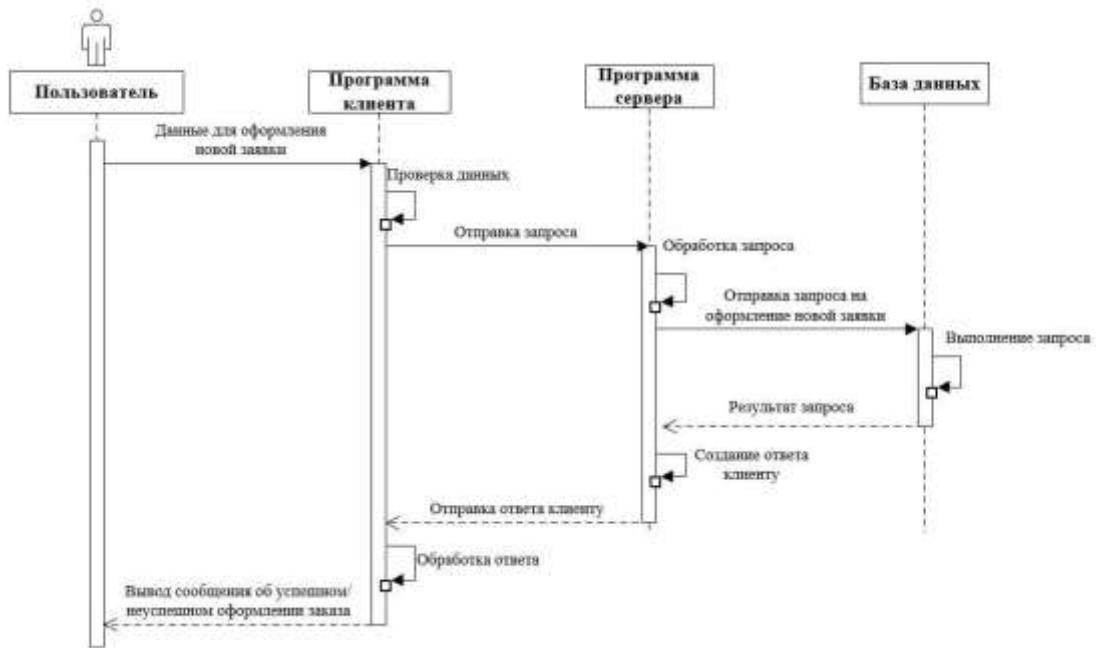 Пользователь
Программа
клиента
Программа
сервера
База данных
Данные для оформления
новой заявки
Проверка данных
Отправка запроса
Обработка запроса
Отправка запроса на
оформление новой заявки
Выполнение запроса
Результат запроса
Создание ответа
клиенту
Отправка ответа клиенту
Обработка ответа
Вывод сообщения об успешном/
неуспешном оформлении заказа